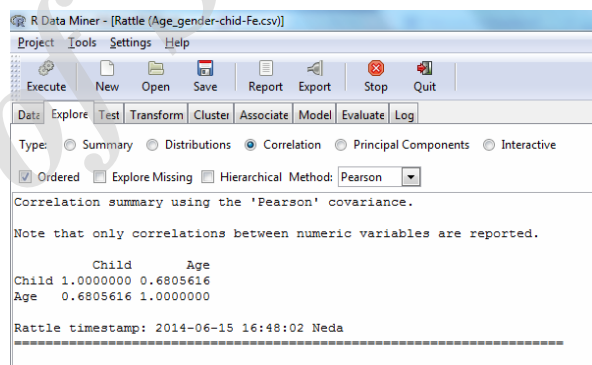 R Data Miner - [Rattle (Age_gender-chid-Fe.csv)]
Project Tools Settings Help
Execute New Open Save Report Export Stop Quit
Data Explore Test Transform Cluster Associate Model Evaluate Log
Type: Summary Distributions Correlation Principal Components Interactive
Ordered Explore Missing Hierarchical Method: Pearson
Correlation summary using the 'Pearson' covariance.
Note that only correlations between numeric variables are reported.
Child Age
Child 1.0000000 0.6805616
Age 0.6805616 1.0000000
Rattle timestamp: 2014-06-15 16:48:02 Neda
======================================================================